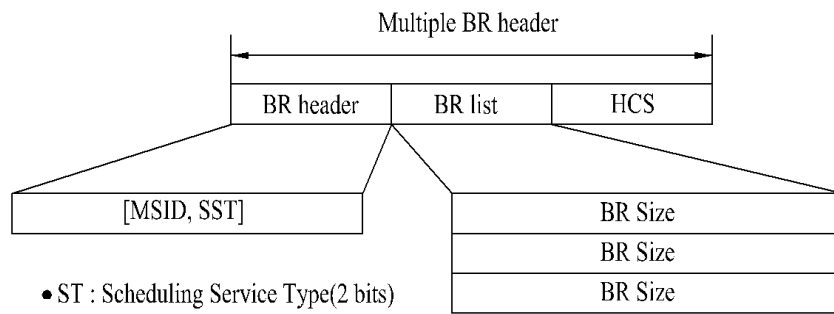 Multiple BR header
BR header BR list HCS
[MSID, SST] BR Size
BR Size
• ST : Scheduling Service Type(2 bits) BR Size